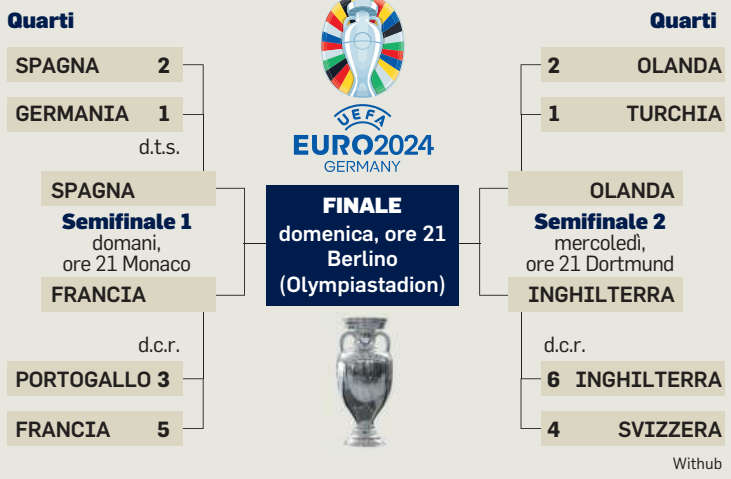 Quarti
SPAGNA 2
GERMANIA 1
d.t.s.
SPAGNA
Semifinale 1
domani,
ore 21 Monaco
FRANCIA
d.c.r.
PORTOGALLO 3
FRANCIA 5
UEFA
EURO2024
GERMANY
FINALE
domenica, ore 21
Berlino
(Olympiastadion)
Quarti
2 OLANDA
1 TURCHIA
OLANDA
Semifinale 2
mercoledì,
ore 21 Dortmund
INGHILTERRA
d.c.r.
6 INGHILTERRA
4 SVIZZERA
Withub